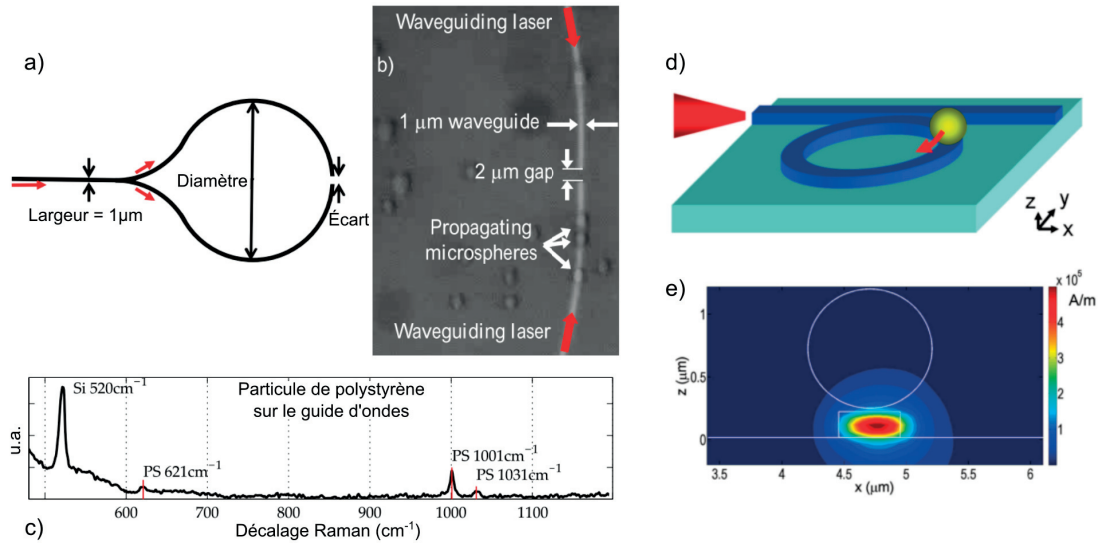 a)
Diamètre
Largeur = 1µm
Écart
b)
Waveguiding laser
1 µm waveguide
2 µm gap
Propagating
microspheres
Waveguiding laser
c)
u.a.
Si 520cm⁻¹
Particule de polystyrène
sur le guide d'ondes
PS 621cm⁻¹
PS 1001cm⁻¹
PS 1031cm⁻¹
600 700 800 900 1000 1100
Décalage Raman (cm⁻¹)
d)
z
y
x
e)
x 10⁵
A/m
4
3
2
1
1
0.5
0
z (µm)
3.5 4 4.5 5 5.5 6
x (µm)